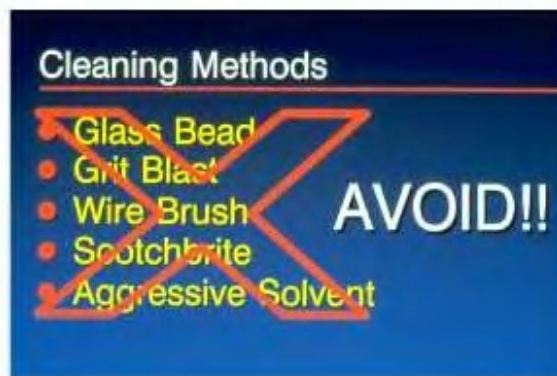 Cleaning Methods
• Glass Bead
• Grit Blast
• Wire Brush
• Scotchbrite
• Aggressive Solvent
AVOID!!